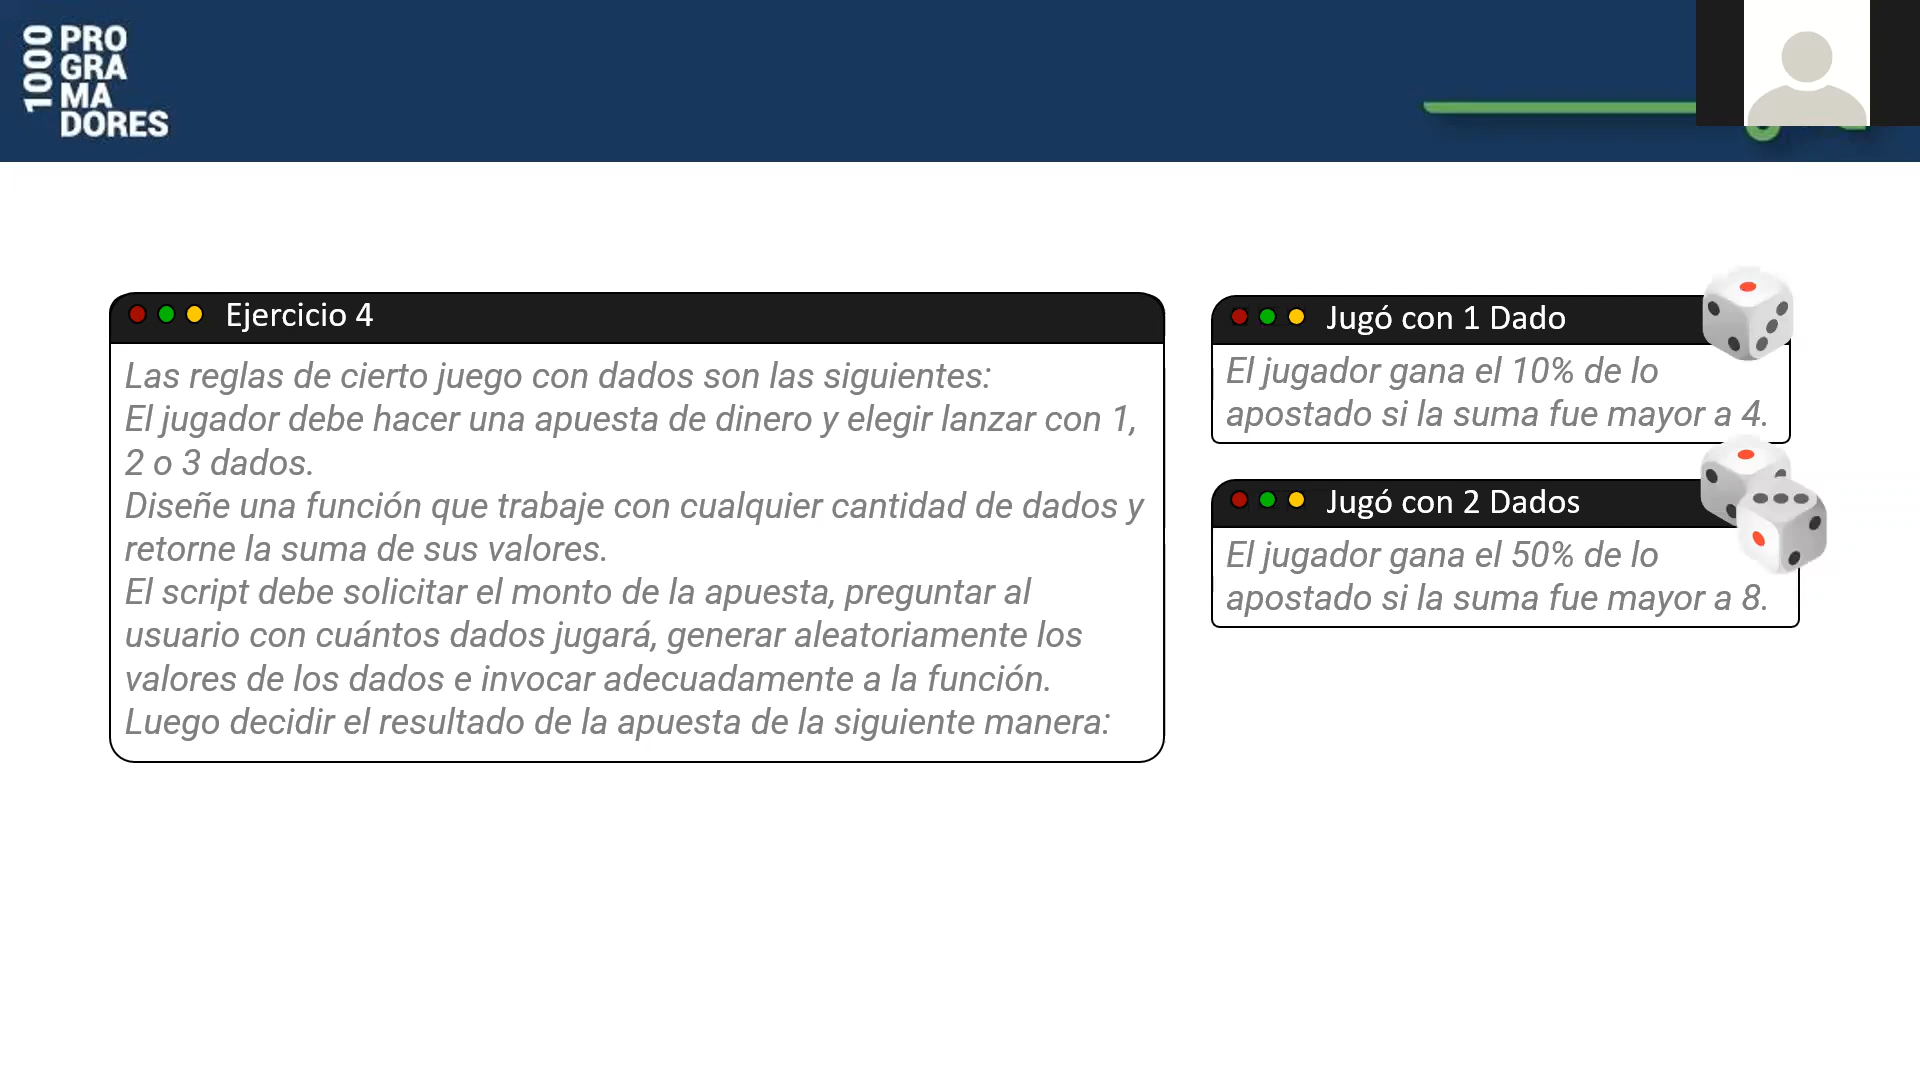 1000
PRO
GRA
MA
DORES
Ejercicio 4
Las reglas de cierto juego con dados son las siguientes:
El jugador debe hacer una apuesta de dinero y elegir lanzar con 1,
2 o 3 dados.
Diseñe una función que trabaje con cualquier cantidad de dados y
retorne la suma de sus valores.
El script debe solicitar el monto de la apuesta, preguntar al
usuario con cuántos dados jugará, generar aleatoriamente los
valores de los dados e invocar adecuadamente a la función.
Luego decidir el resultado de la apuesta de la siguiente manera:
Jugó con 1 Dado
El jugador gana el 10% de lo
apostado si la suma fue mayor a 4.
Jugó con 2 Dados
El jugador gana el 50% de lo
apostado si la suma fue mayor a 8.